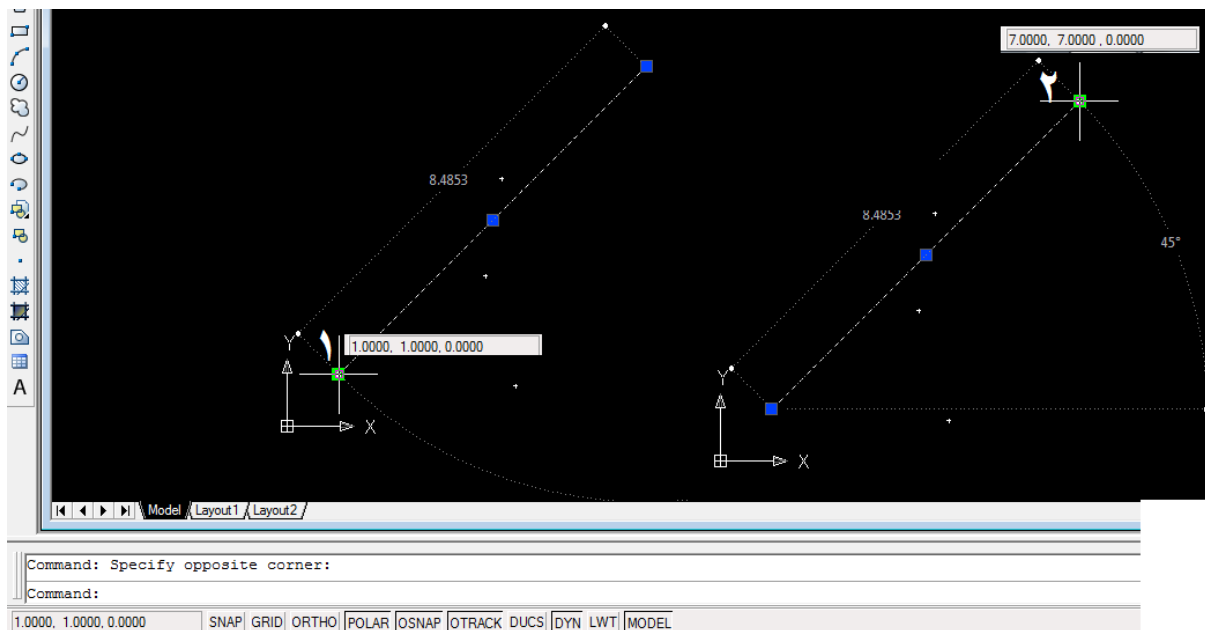 7.0000, 7.0000 , 0.0000
٢
8.4853
8.4853
45°
Y
١
1.0000, 1.0000, 0.0000
X
Y
X
A
Model
Layout1
Layout2
Command: Specify opposite corner:
Command:
1.0000, 1.0000, 0.0000
SNAP GRID ORTHO POLAR OSNAP OTRACK DUCS DYN LWT MODEL